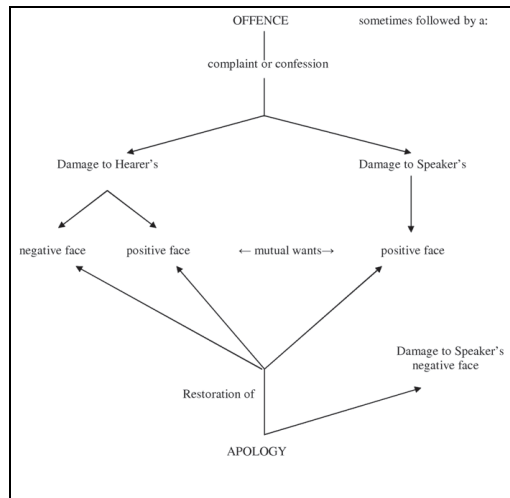 OFFENCE sometimes followed by a:
complaint or confession
Damage to Hearer's Damage to Speaker's
negative face positive face ← mutual wants→ positive face
Damage to Speaker's
negative face
Restoration of
APOLOGY